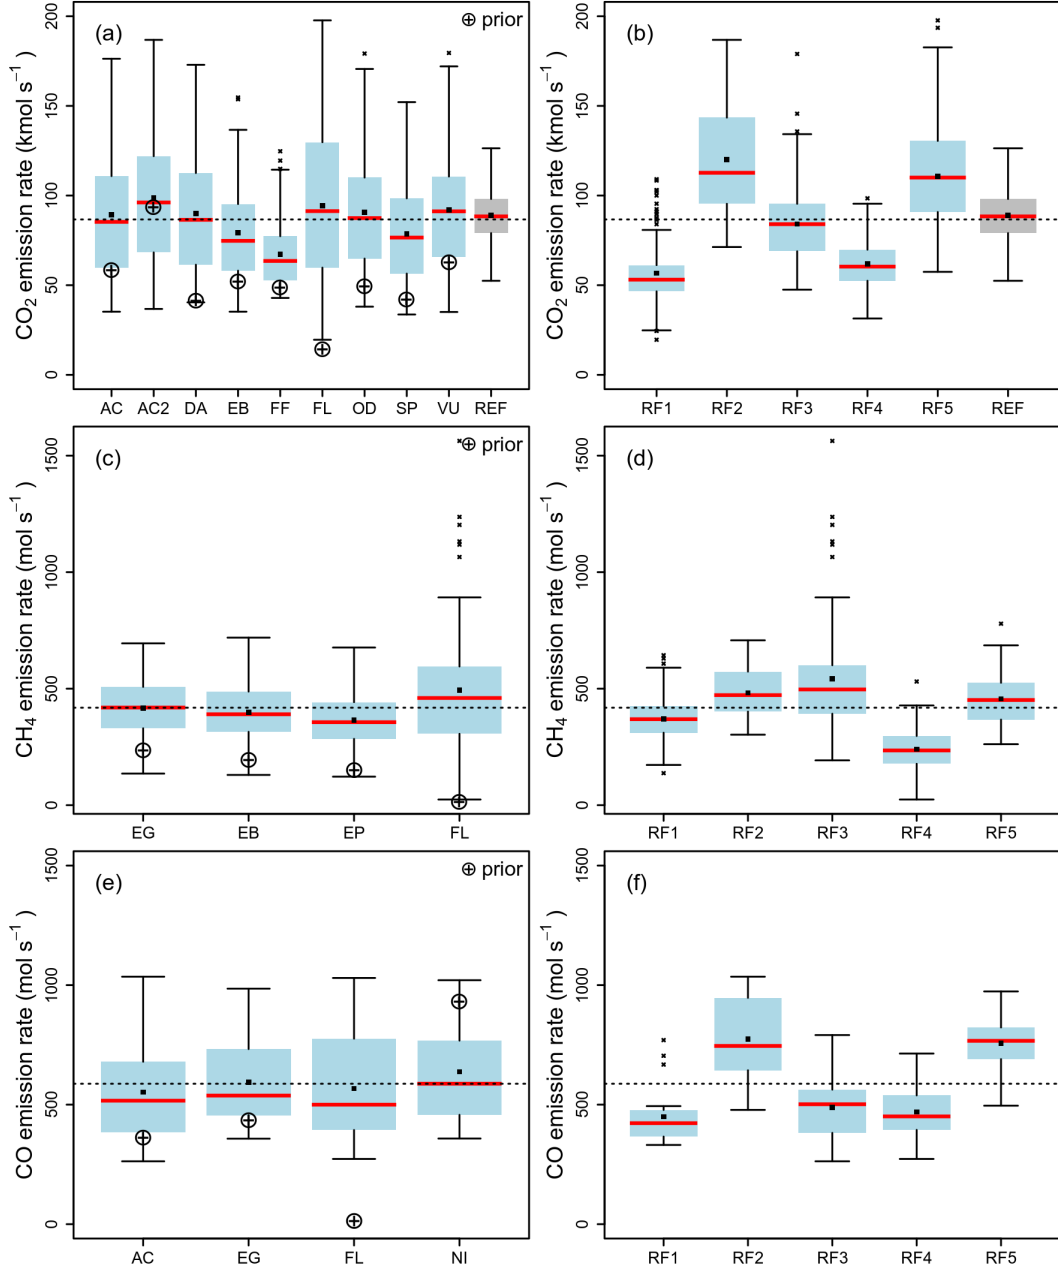 (a)
⊕ prior
CO₂ emission rate (kmol s⁻¹)
0 50 100 150 200
AC AC2 DA EB FF FL OD SP VU REF
(b)
CO₂ emission rate (kmol s⁻¹)
0 50 100 150 200
RF1 RF2 RF3 RF4 RF5 REF
(c)
⊕ prior
CH₄ emission rate (mol s⁻¹)
0 500 1000 1500
EG EB EP FL
(d)
CH₄ emission rate (mol s⁻¹)
0 500 1000 1500
RF1 RF2 RF3 RF4 RF5
(e)
⊕ prior
CO emission rate (mol s⁻¹)
0 500 1000 1500
AC EG FL NI
(f)
CO emission rate (mol s⁻¹)
0 500 1000 1500
RF1 RF2 RF3 RF4 RF5